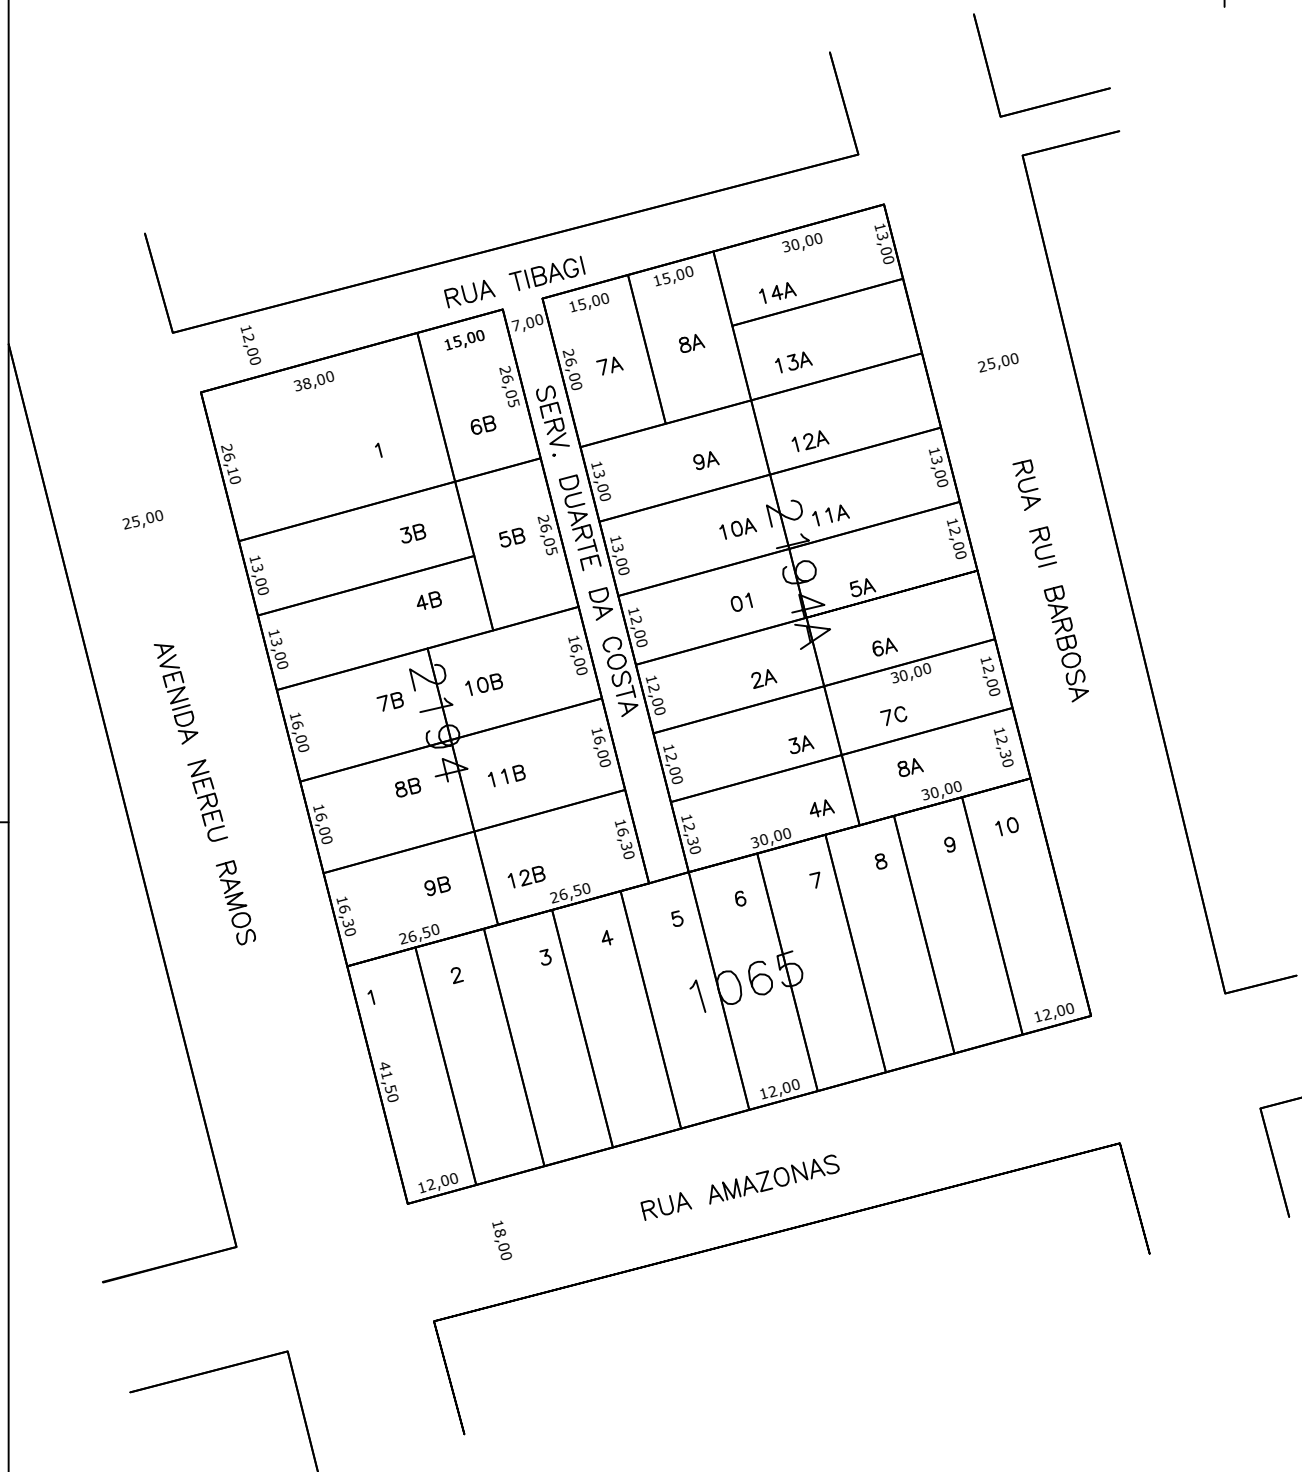 RUA TIBAGI
12,00
38,00
15,00
7,00
15,00
15,00
30,00
13,00
14A
8A
7A
26,00
13A
25,00
26,05
6B
1
26,10
SERV. DUARTE DA COSTA
12A
9A
13,00
13,00
25,00
3B
5B
26,05
10A
11A
2194A
13,00
12,00
RUA RUI BARBOSA
13,00
4B
01
5A
12,00
13,00
16,00
6A
2A
30,00
12,00
12,00
AVENIDA NEREU RAMOS
7B
10B
2194
7C
16,00
16,00
3A
12,00
12,30
8B
11B
8A
30,00
4A
16,00
16,30
12,30
30,00
9B
12B
26,50
16,30
26,50
1
2
3
4
5
6
7
8
9
10
1065
41,50
12,00
12,00
12,00
RUA AMAZONAS
18,00